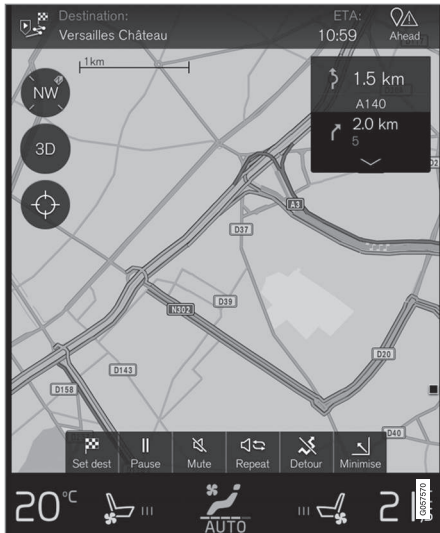 Destination: ETA:
Versailles Château 10:59 Ahead
1km
NW
1.5 km
A140
2.0 km
5
3D
A3
D37
D39
N302
D20
D143
D158
D40
Set dest Pause Mute Repeat Detour Minimise
20°C
AUTO
G057570